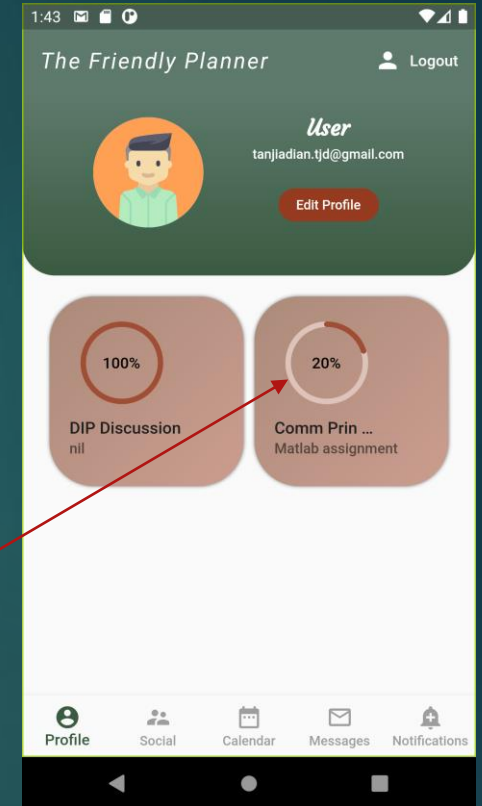 1:43
The Friendly Planner
Logout
User
tanjiadian.tjd@gmail.com
Edit Profile
100%
DIP Discussion
nil
20%
Comm Prin ...
Matlab assignment
Profile
Social
Calendar
Messages
Notifications